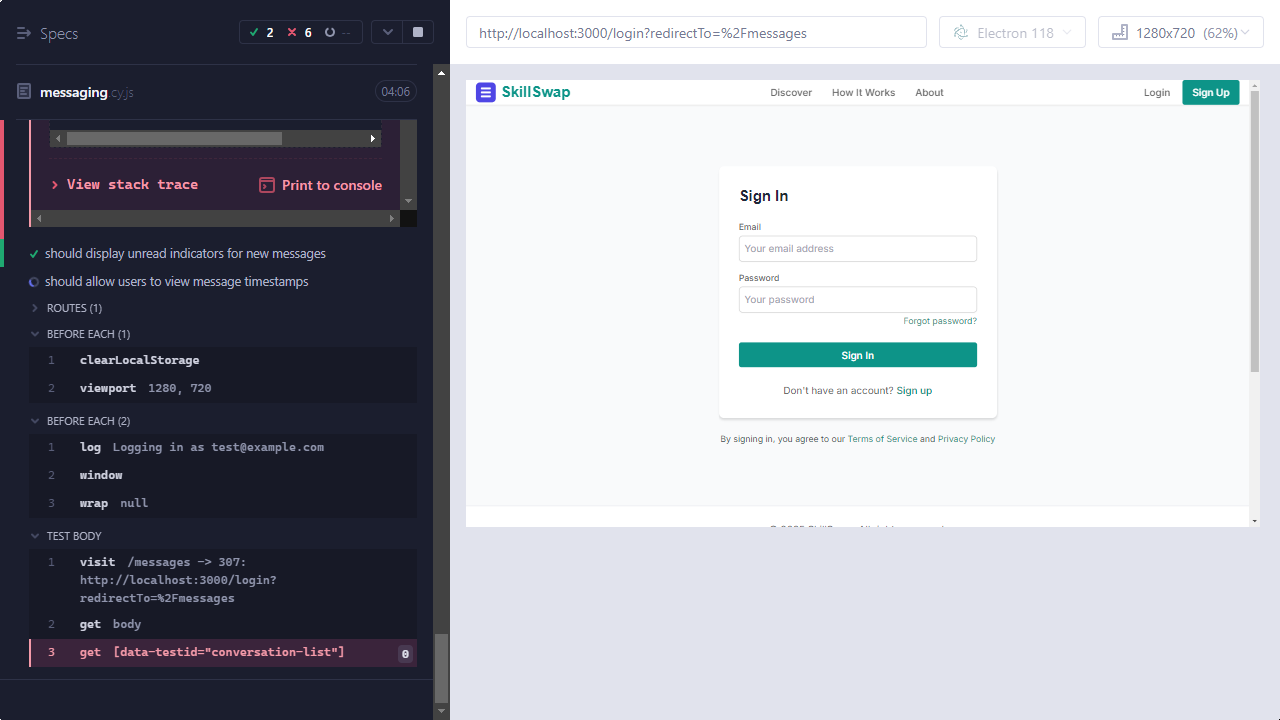 Specs
2
6
--
messaging.cy.js
04:06
View stack trace
Print to console
should display unread indicators for new messages
should allow users to view message timestamps
ROUTES (1)
BEFORE EACH (1)
1 clearLocalStorage
2 viewport 1280, 720
BEFORE EACH (2)
1 log Logging in as test@example.com
2 window
3 wrap null
TEST BODY
1 visit /messages -> 307:
http://localhost:3000/login?
redirectTo=%2Fmessages
2 get body
3 get [data-testid="conversation-list"] 0
http://localhost:3000/login?redirectTo=%2Fmessages
Electron 118
1280x720 (62%)
SkillSwap
Discover
How It Works
About
Login
Sign Up
Sign In
Email
Your email address
Password
Your password
Forgot password?
Sign In
Don't have an account? Sign up
By signing in, you agree to our Terms of Service and Privacy Policy